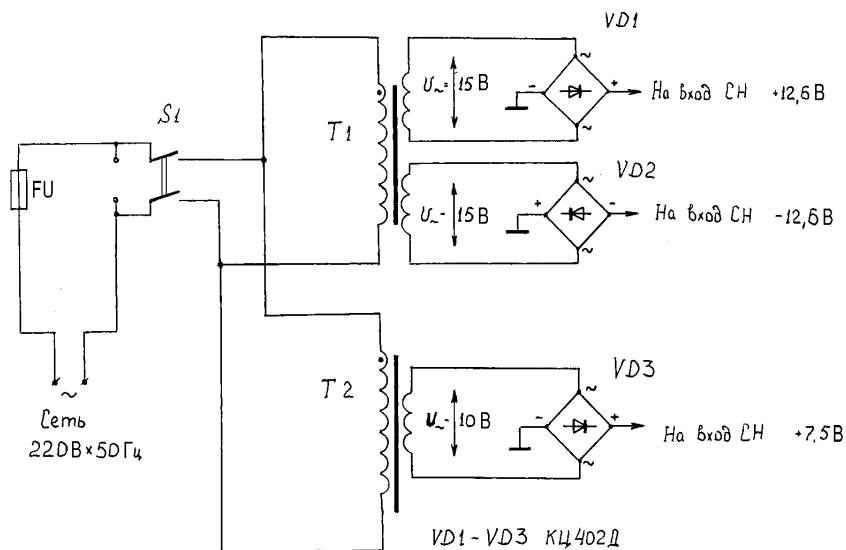 VD1
~
U~= 15 В
- +
На вход СН +12,6 В
~
S1
T1
FU
VD2
~
U~- 15 В
+ -
На вход СН -12,6 В
~
VD3
~
T2
U~- 10 В
- +
На вход СН +7,5 В
~
~
Сеть
220В×50Гц
VD1-VD3 КЦ402Д